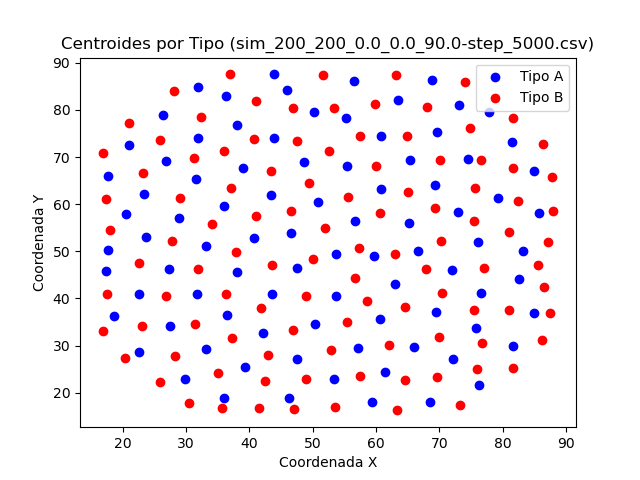 Centroides por Tipo (sim_200_200_0.0_0.0_90.0-step_5000.csv)
Tipo A
Tipo B
90
80
70
60
50
40
30
20
Coordenada Y
20 30 40 50 60 70 80 90
Coordenada X